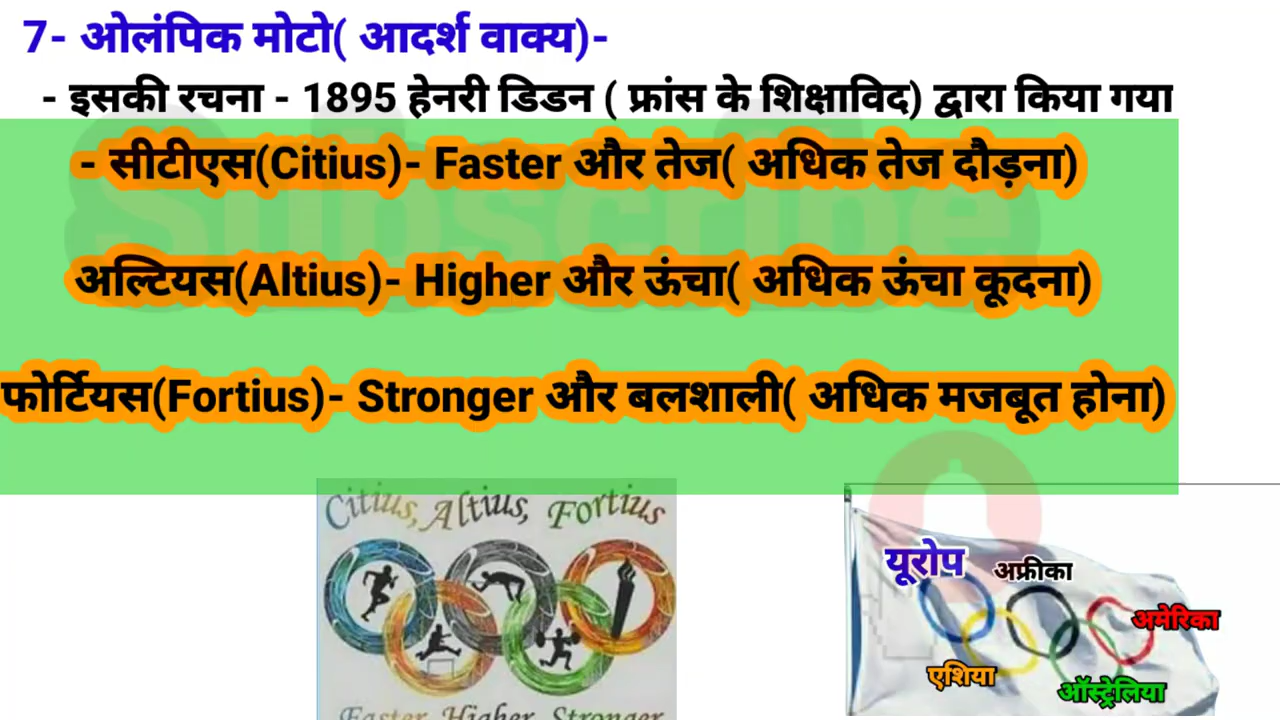 7- ओलंपिक मोटो( आदर्श वाक्य)-
- इसकी रचना - 1895 हेनरी डिडन ( फ्रांस के शिक्षाविद) द्वारा किया गया
- सीटीएस(Citius)- Faster और तेज( अधिक तेज दौड़ना)
अल्टियस(Altius)- Higher और ऊंचा( अधिक ऊंचा कूदना)
फोर्टियस(Fortius)- Stronger और बलशाली( अधिक मजबूत होना)
Subscribe
Citius, Altius, Fortius
Faster Higher Stronger
यूरोप
अफ्रीका
अमेरिका
एशिया
ऑस्ट्रेलिया